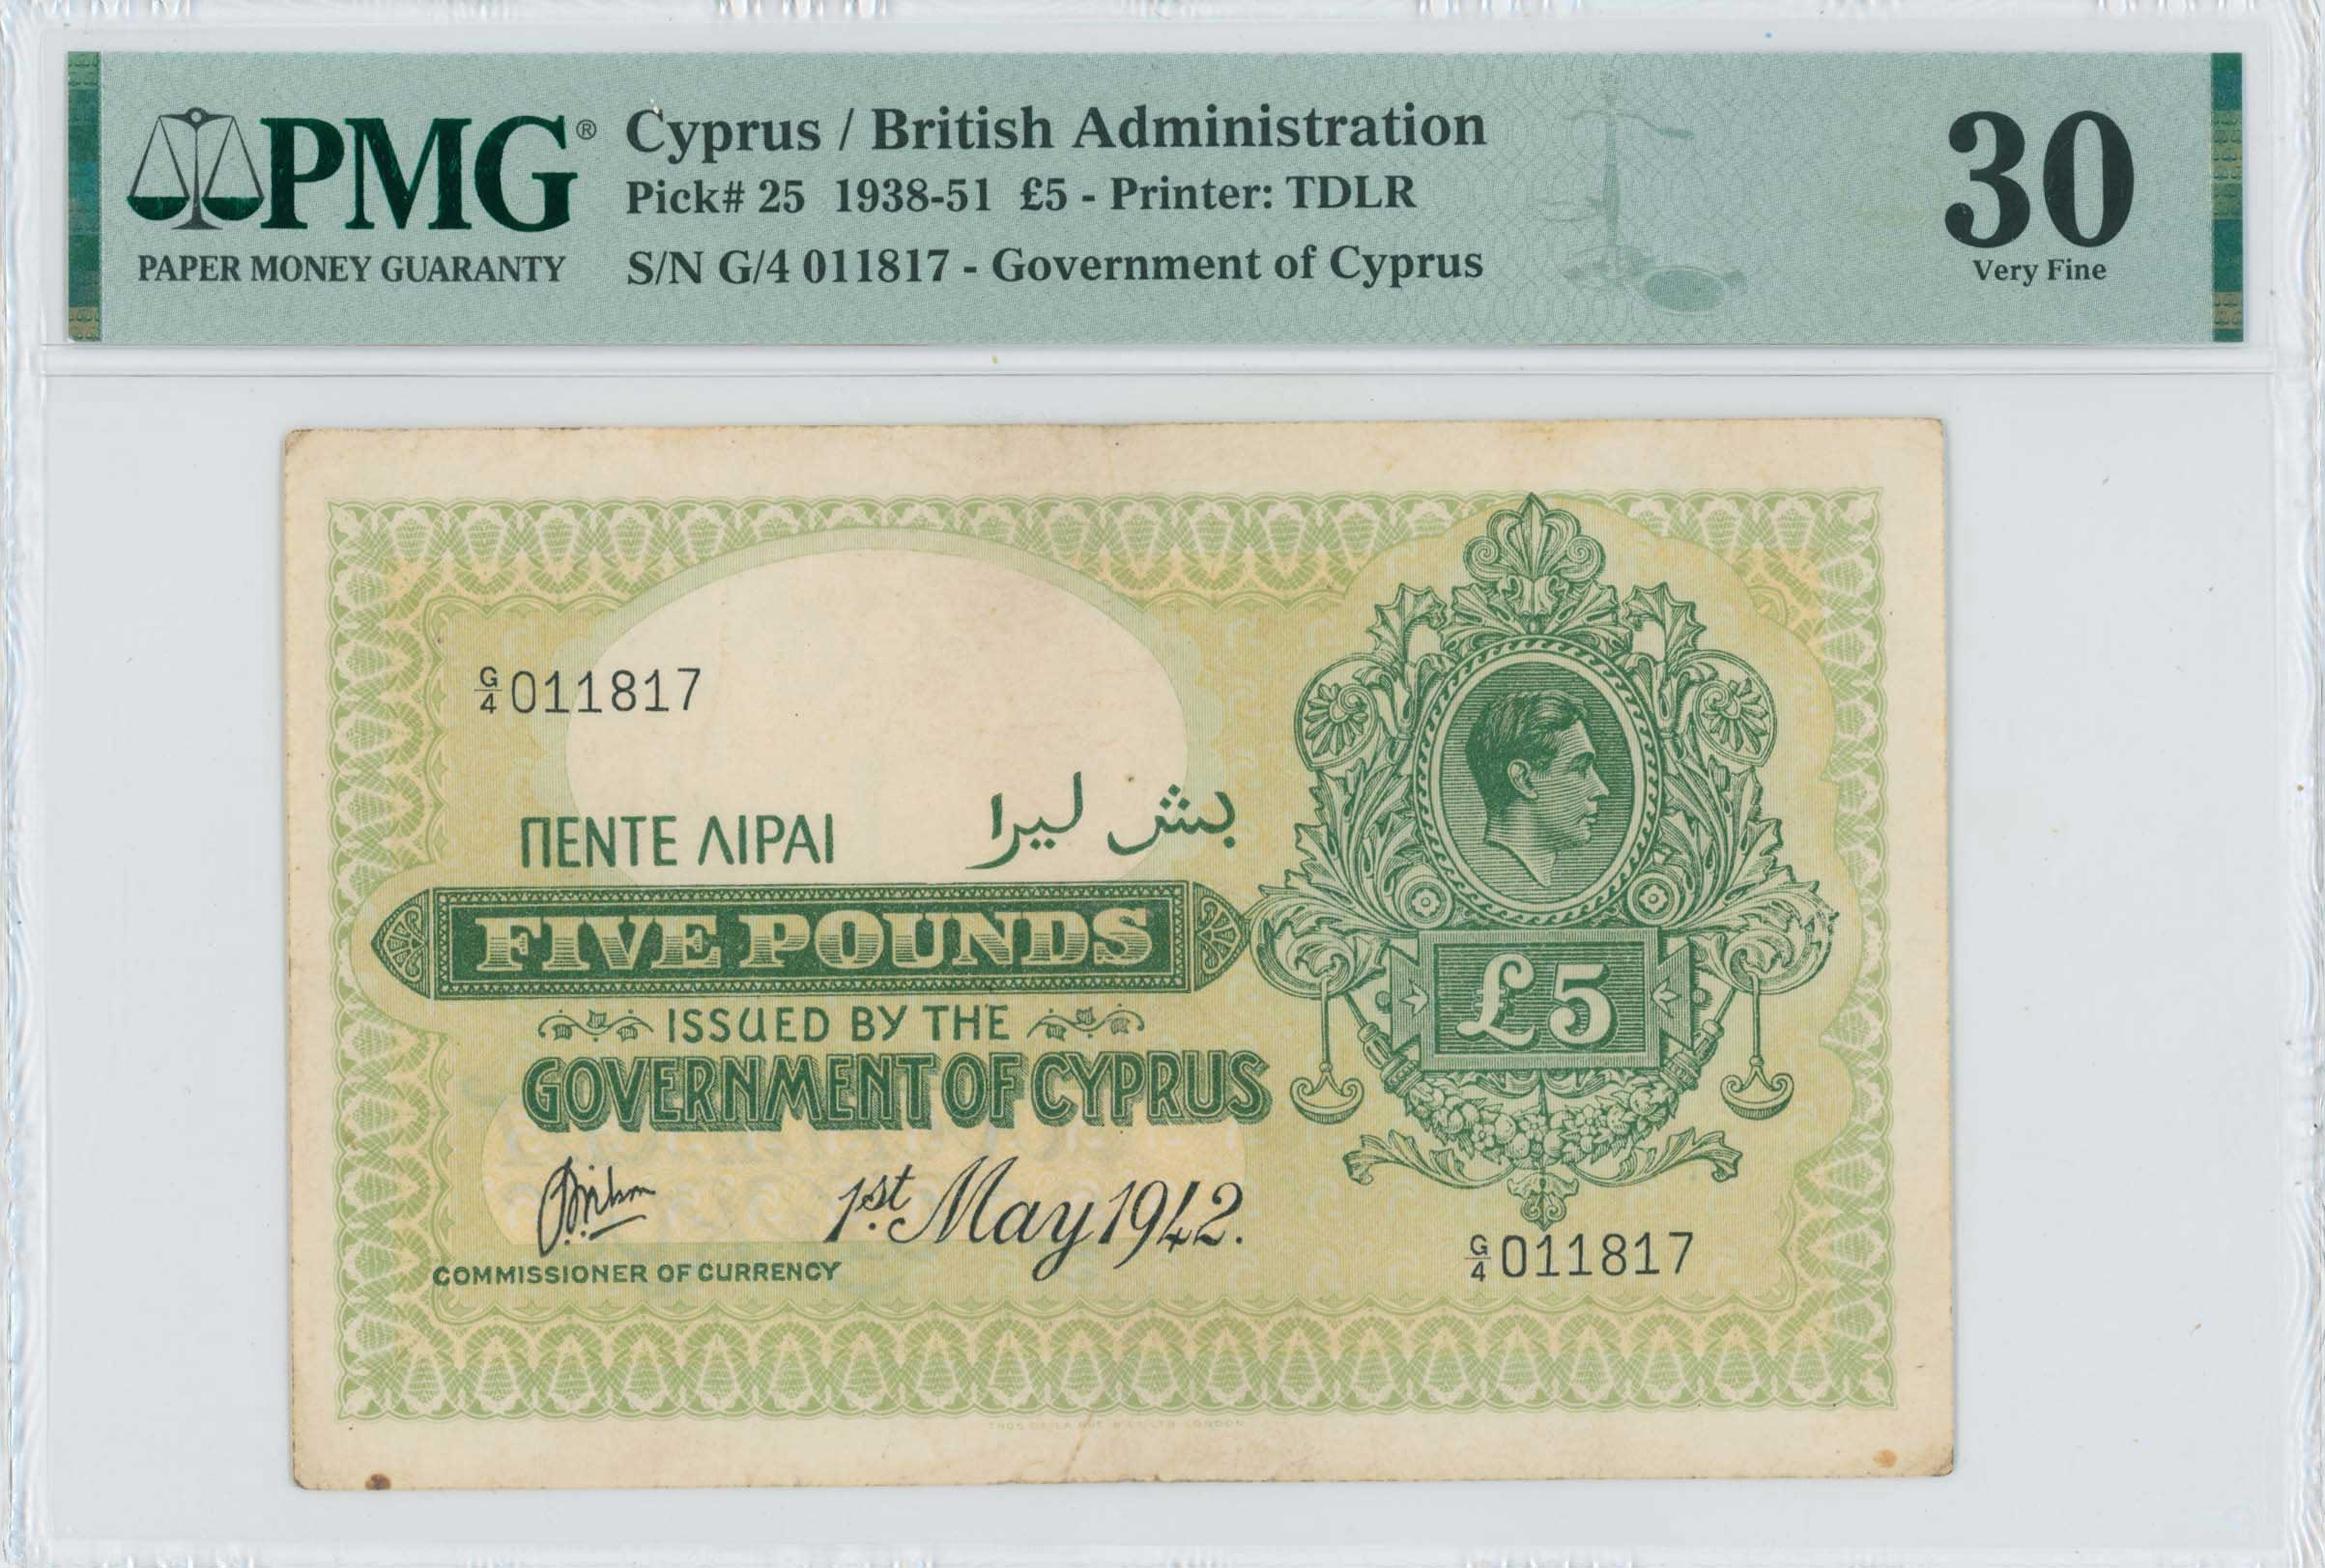 PMG®
PAPER MONEY GUARANTY
Cyprus / British Administration
Pick# 25 1938-51 £5 - Printer: TDLR
S/N G/4 011817 - Government of Cyprus
30
Very Fine
G/4 011817
ΠΕΝΤΕ ΛΙΡΑΙ
بش ليرا
FIVE POUNDS
£5
ISSUED BY THE
GOVERNMENT OF CYPRUS
1st. May 1942.
COMMISSIONER OF CURRENCY
G/4 011817